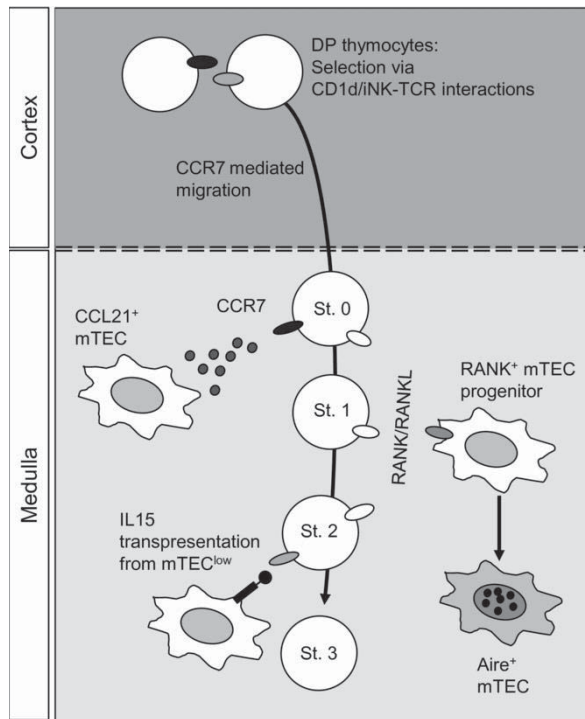 Cortex
DP thymocytes:
Selection via
CD1d/iNK-TCR interactions
CCR7 mediated
migration
Medulla
CCR7
St. 0
CCL21⁺
mTEC
St. 1
RANK/RANKL
RANK⁺ mTEC
progenitor
St. 2
IL15
transpresentation
from mTECˡᵒʷ
St. 3
Aire⁺
mTEC